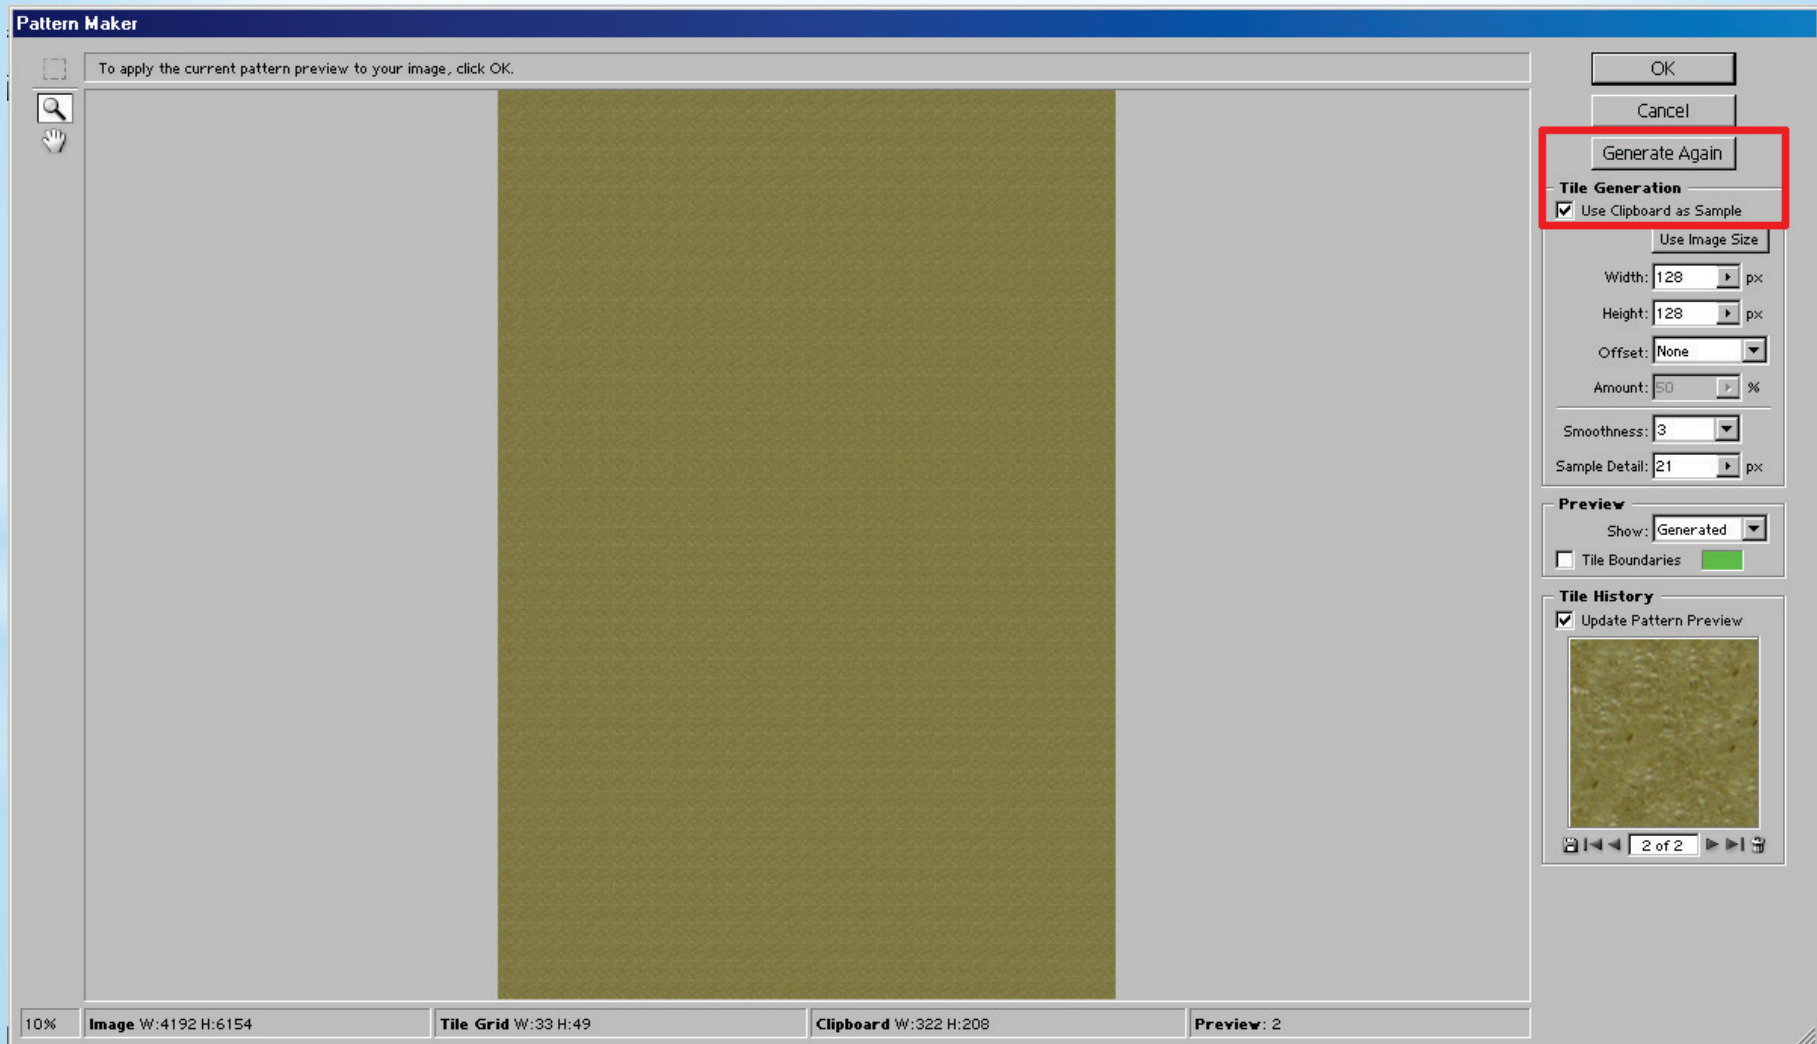 Pattern Maker
To apply the current pattern preview to your image, click OK.
OK
Cancel
Generate Again
Tile Generation
Use Clipboard as Sample
Use Image Size
Width: 128 px
Height: 128 px
Offset: None
Amount: 50 %
Smoothness: 3
Sample Detail: 21 px
Preview
Show: Generated
Tile Boundaries
Tile History
Update Pattern Preview
2 of 2
10% Image W:4192 H:6154 Tile Grid W:33 H:49 Clipboard W:322 H:208 Preview: 2